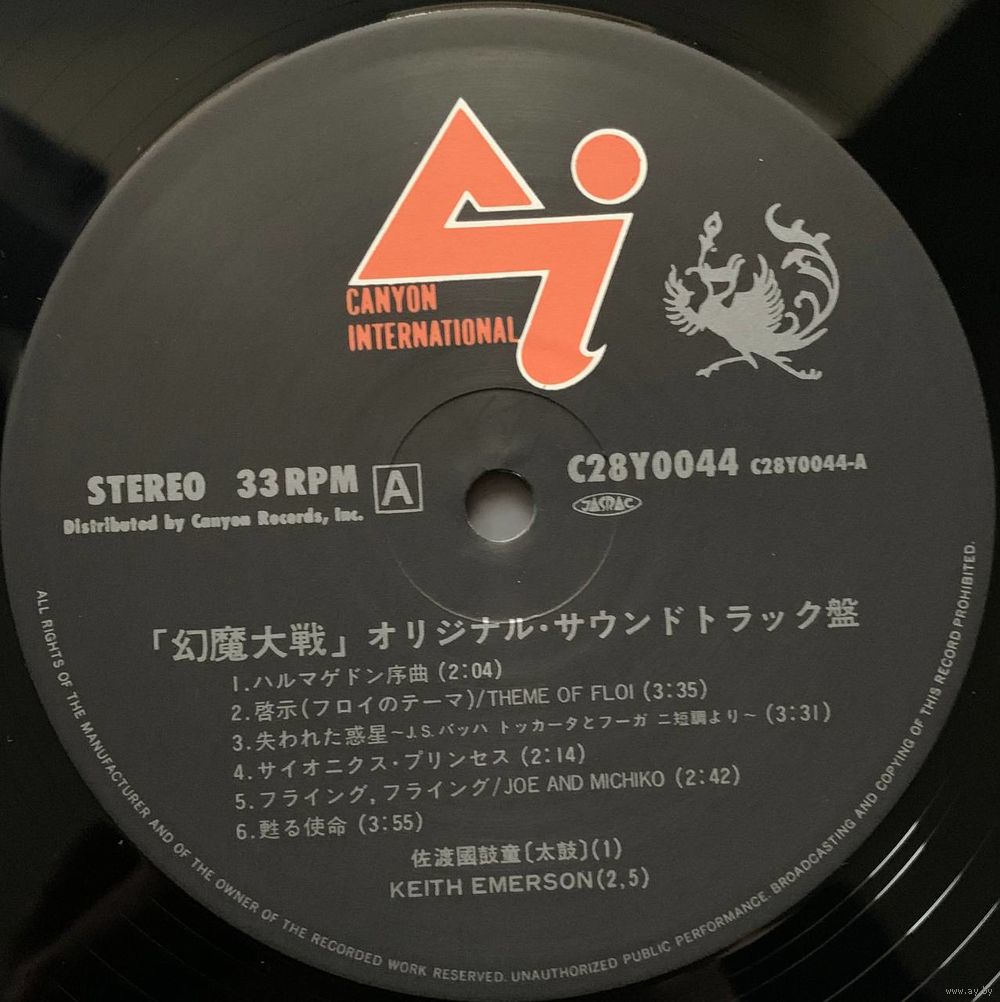 CANYON
INTERNATIONAL
STEREO 33 RPM A
Distributed by Canyon Records, Inc.
C28Y0044 C28Y0044-A
JASRAC
「幻魔大戦」オリジナル・サウンドトラック盤
1.ハルマゲドン序曲 (2:04)
2.啓示(フロイのテーマ)/THEME OF FLOI (3:35)
3.失われた惑星〜J.S.バッハ トッカータとフーガ ニ短調より〜 (3:31)
4.サイオニクス・プリンセス (2:14)
5.フライング,フライング/JOE AND MICHIKO (2:42)
6.甦る使命 (3:55)
佐渡國鼓童〔太鼓〕(1)
KEITH EMERSON(2,5)
ALL RIGHTS OF THE MANUFACTURER AND OF THE OWNER OF THE RECORDED WORK RESERVED. UNAUTHORIZED PUBLIC PERFORMANCE. BROADCASTING AND COPYING OF THIS RECORD PROHIBITED.
www.ay.by